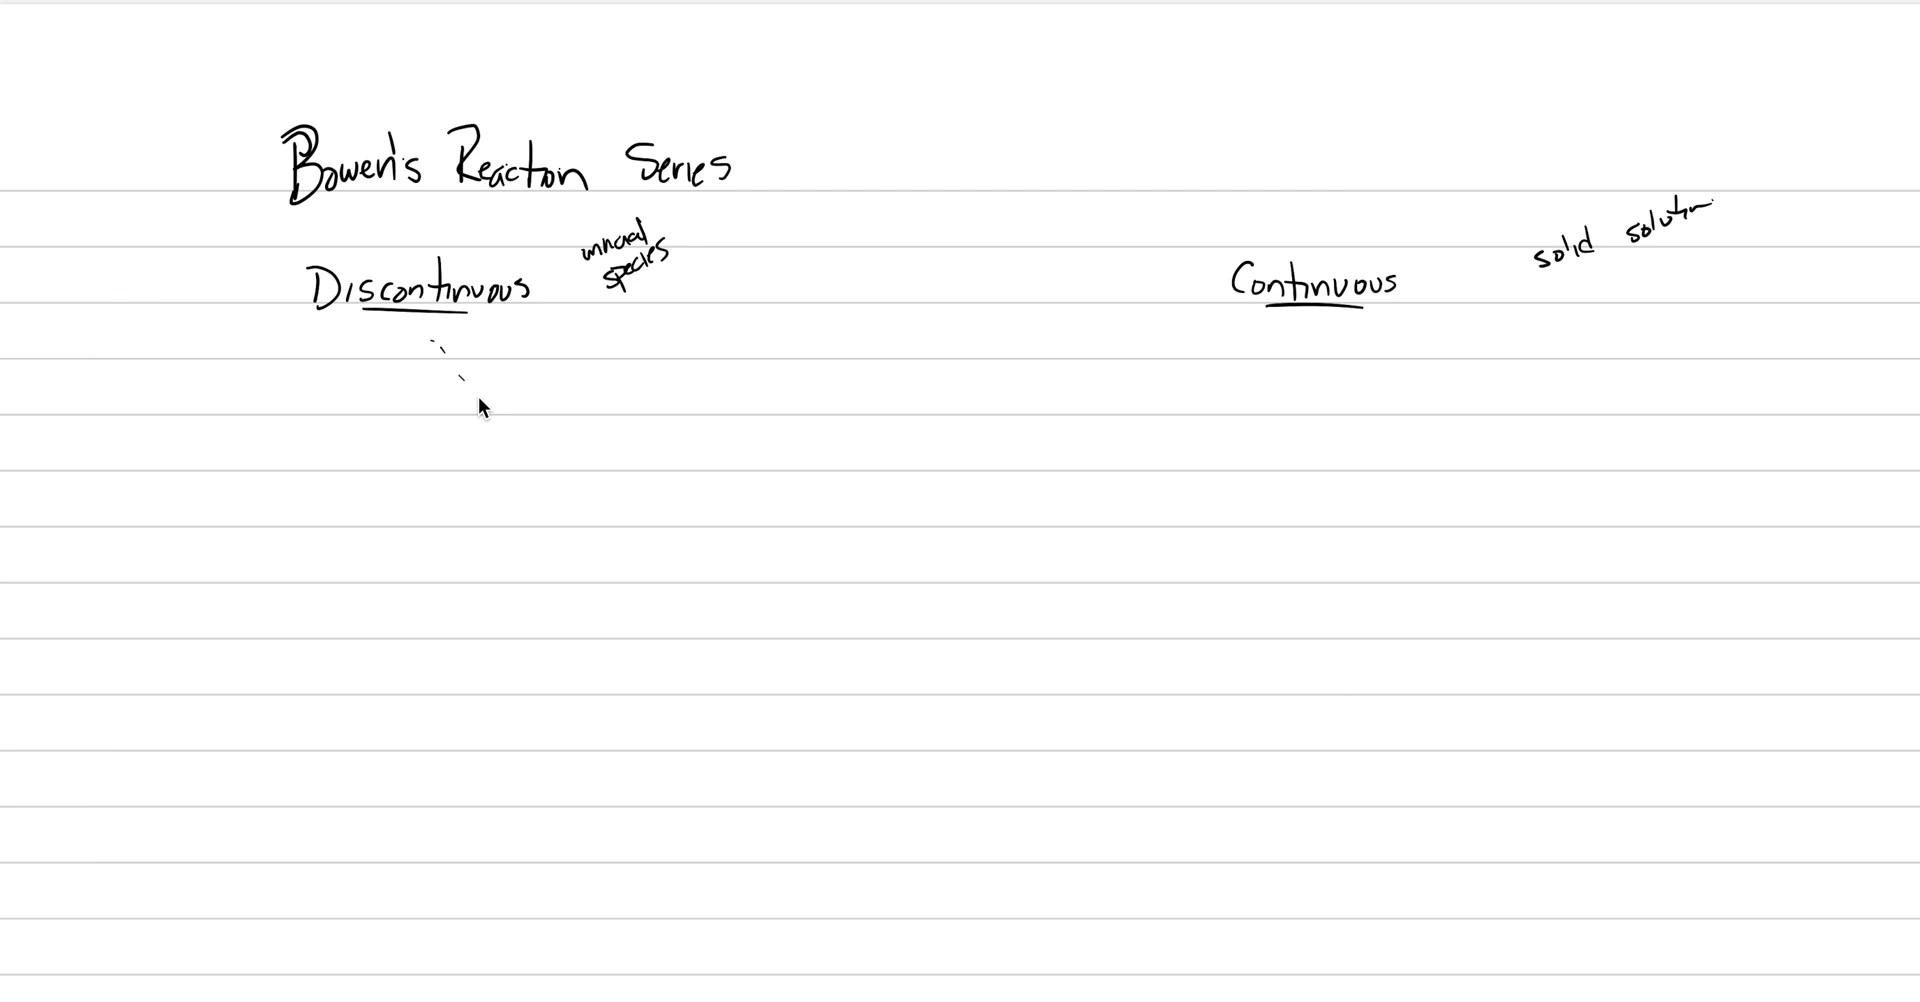 Bowen's Reaction Series
mineral
species
solid solution
Discontinuous
Continuous